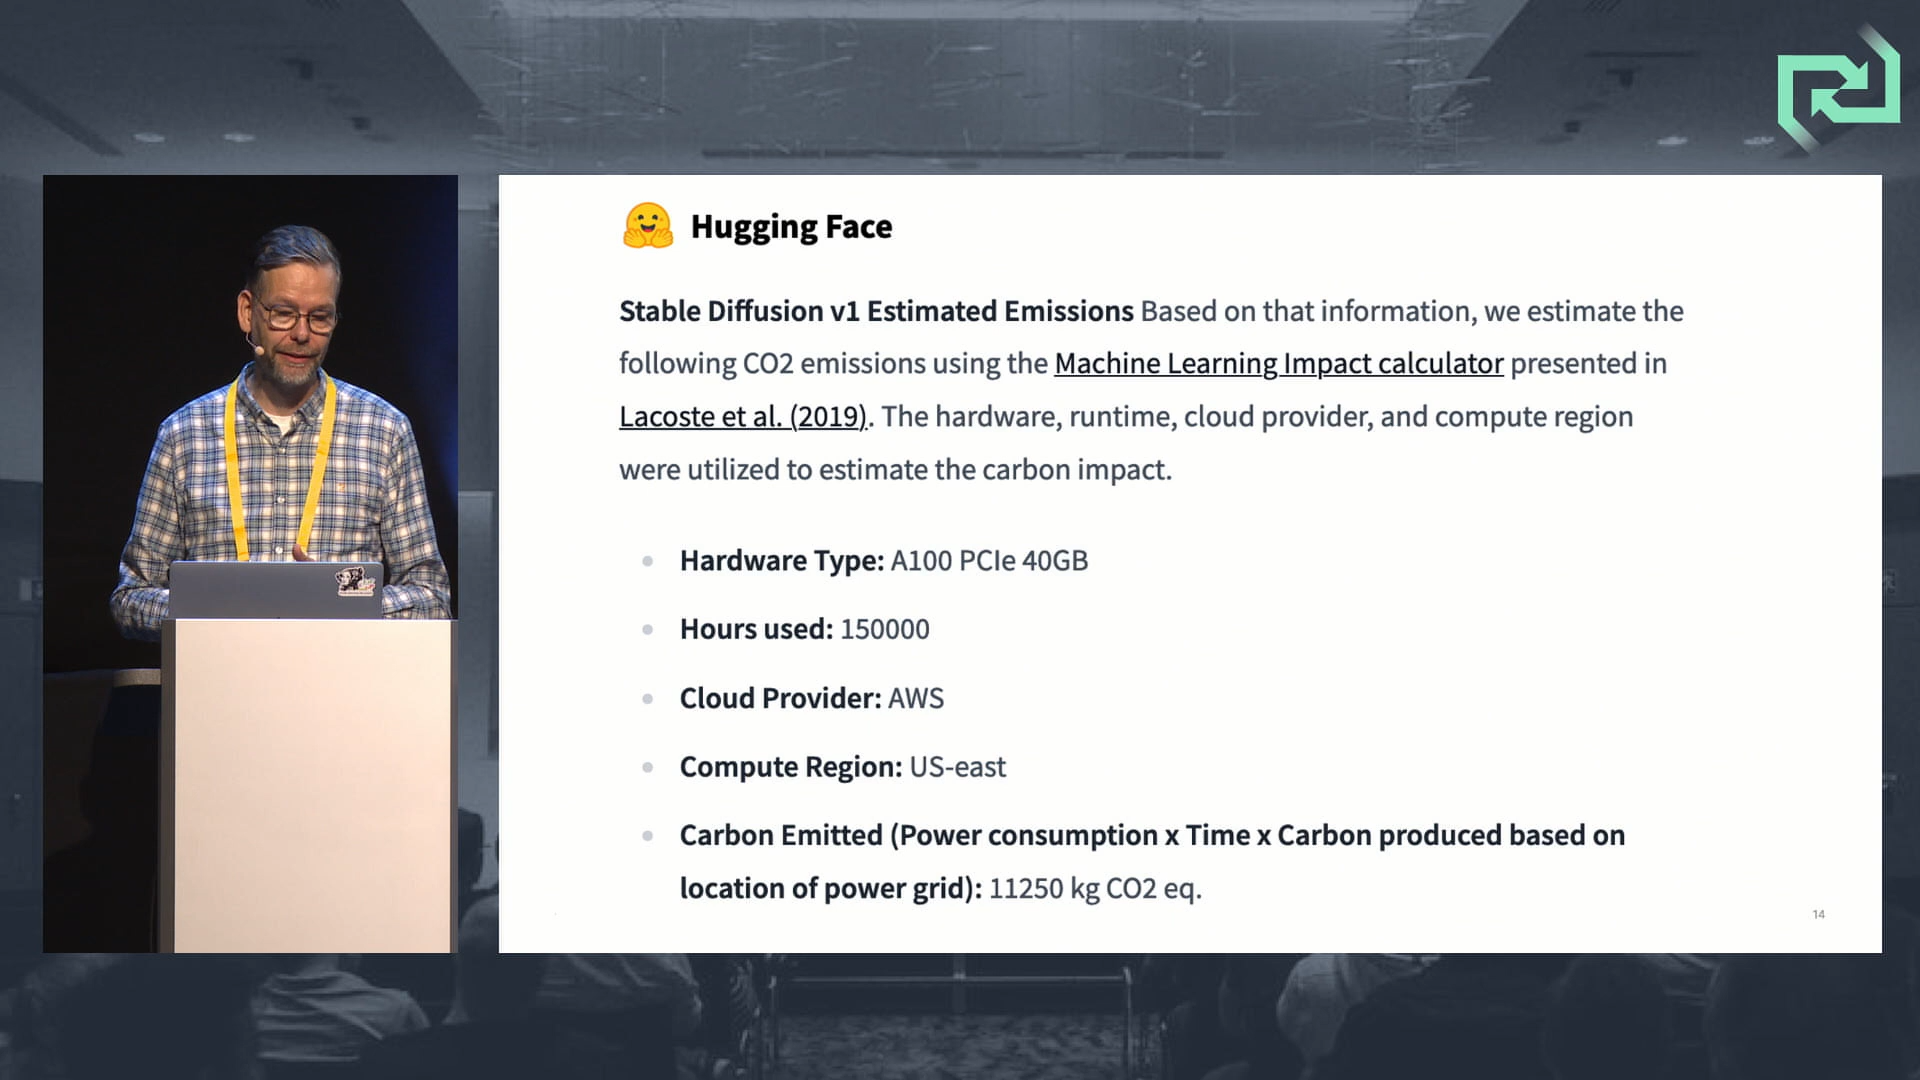 Hugging Face
Stable Diffusion v1 Estimated Emissions Based on that information, we estimate the
following CO2 emissions using the Machine Learning Impact calculator presented in
Lacoste et al. (2019). The hardware, runtime, cloud provider, and compute region
were utilized to estimate the carbon impact.
Hardware Type: A100 PCIe 40GB
Hours used: 150000
Cloud Provider: AWS
Compute Region: US-east
Carbon Emitted (Power consumption x Time x Carbon produced based on
location of power grid): 11250 kg CO2 eq.
14